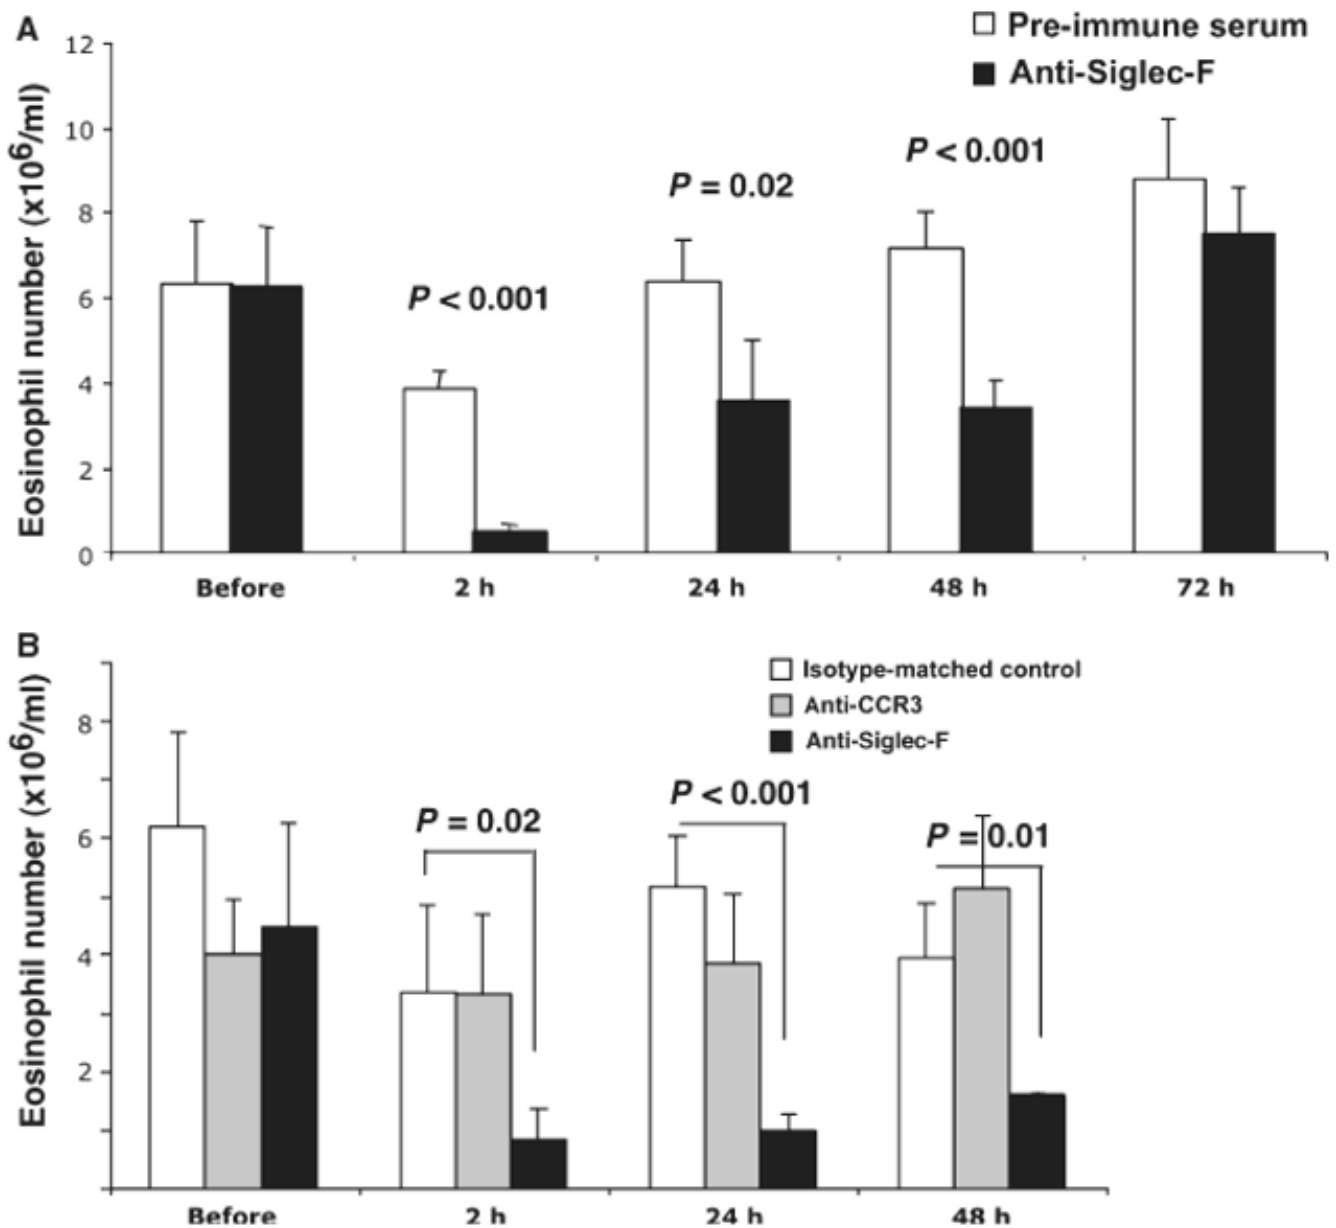 A
Pre-immune serum
Anti-Siglec-F
Eosinophil number (x10⁶/ml)
12
10
8
6
4
2
0
P < 0.001
P = 0.02
P < 0.001
Before
2 h
24 h
48 h
72 h
B
Isotype-matched control
Anti-CCR3
Anti-Siglec-F
Eosinophil number (x10⁶/ml)
8
6
4
2
P = 0.02
P < 0.001
P = 0.01
Before
2 h
24 h
48 h